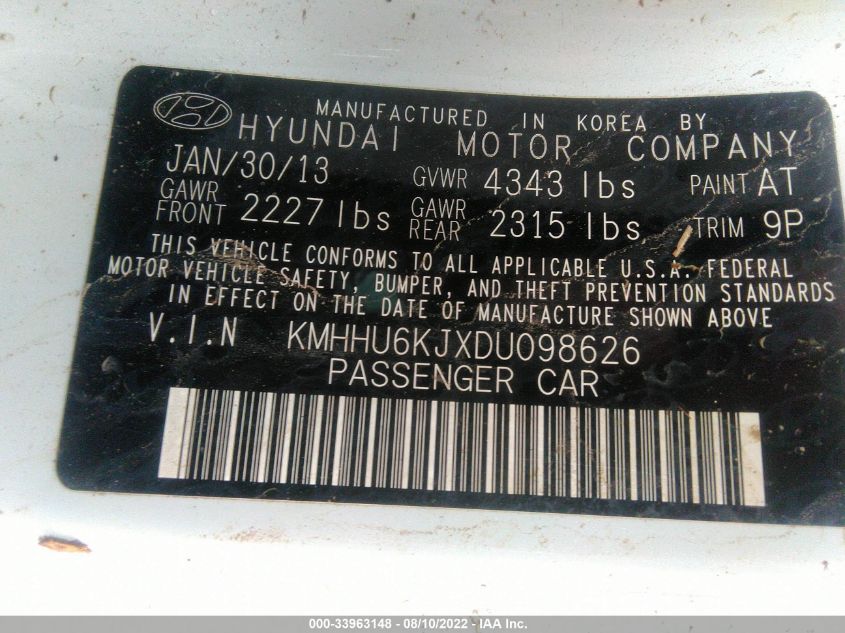 MANUFACTURED IN KOREA BY
HYUNDAI MOTOR COMPANY
JAN/30/13 GVWR 4343 lbs PAINT AT
GAWR FRONT 2227 lbs GAWR REAR 2315 lbs TRIM 9P
THIS VEHICLE CONFORMS TO ALL APPLICABLE U.S.A. FEDERAL
MOTOR VEHICLE SAFETY, BUMPER, AND THEFT PREVENTION STANDARDS
IN EFFECT ON THE DATE OF MANUFACTURE SHOWN ABOVE
V.I.N KMHHU6KJXDU098626
PASSENGER CAR
000-33963148 - 08/10/2022 - IAA Inc.